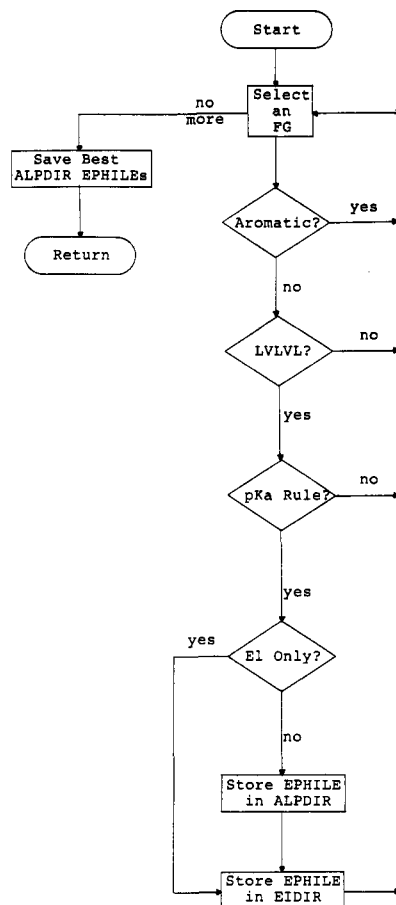 Start
Select
an
FG
no
more
Save Best
ALPDIR EPHILEs
Return
Aromatic?
yes
no
LVLVL?
no
yes
pKa Rule?
no
yes
El Only?
yes
no
Store EPHILE
in ALPDIR
Store EPHILE
in EIDIR